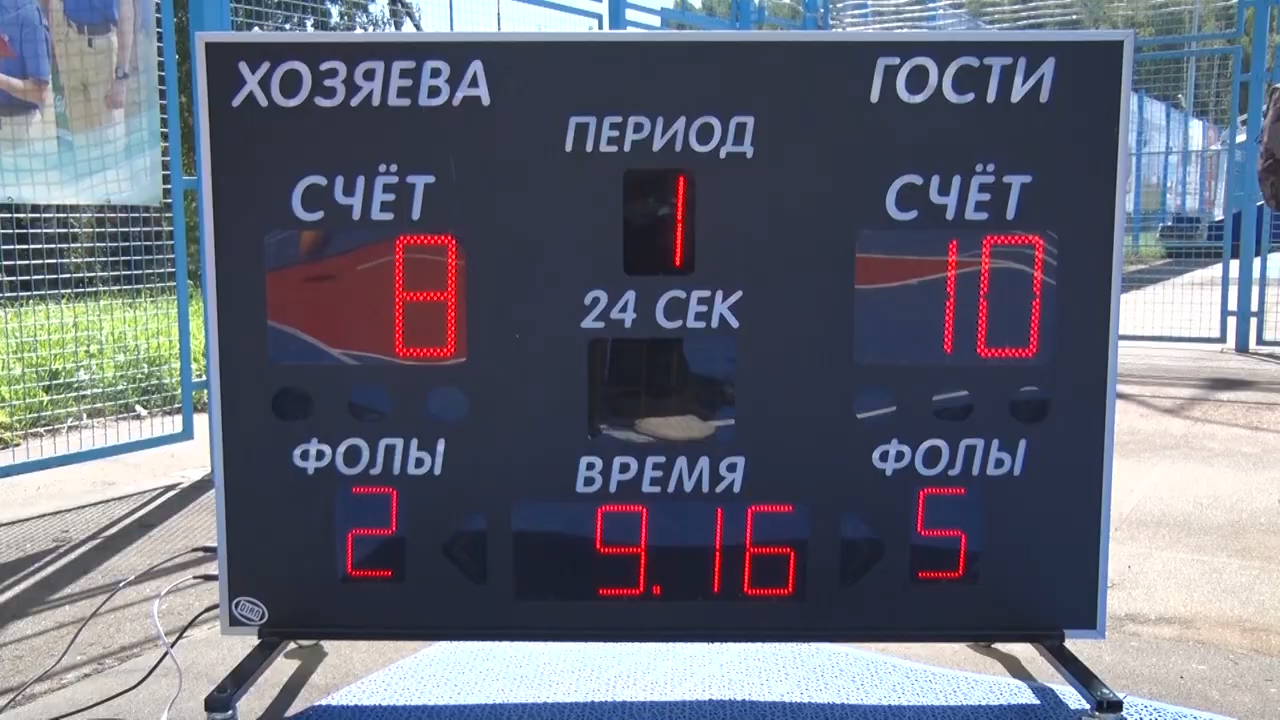 ХОЗЯЕВА
ГОСТИ
ПЕРИОД
1
СЧЁТ
СЧЁТ
8
10
24 СЕК
ФОЛЫ
ФОЛЫ
ВРЕМЯ
2
9.16
5